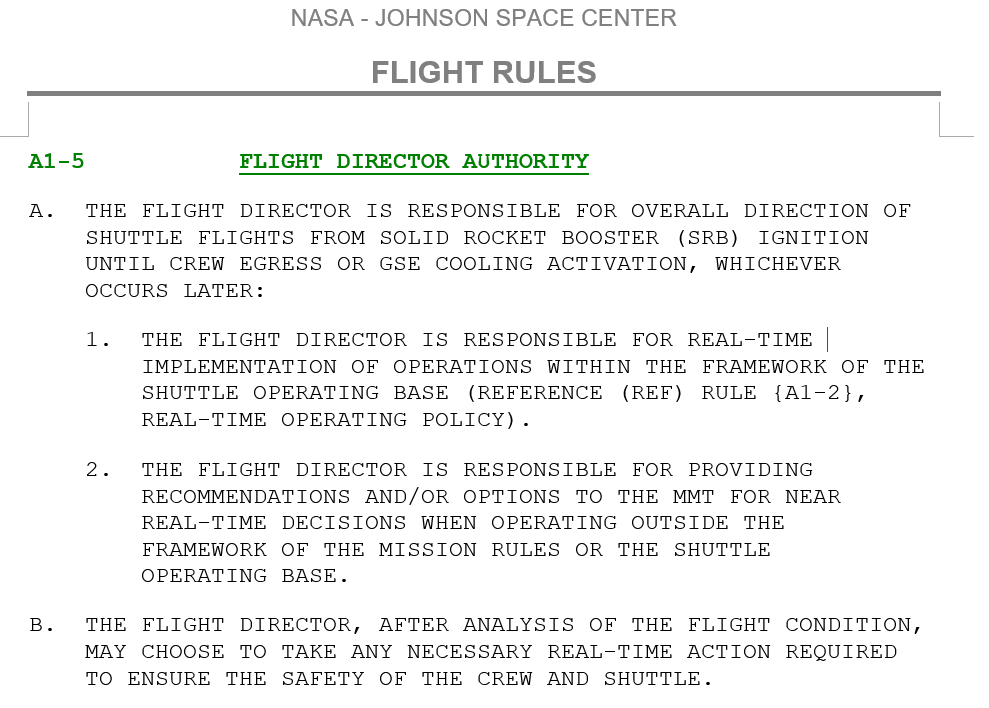 NASA - JOHNSON SPACE CENTER
FLIGHT RULES
A1-5 FLIGHT DIRECTOR AUTHORITY
A. THE FLIGHT DIRECTOR IS RESPONSIBLE FOR OVERALL DIRECTION OF
SHUTTLE FLIGHTS FROM SOLID ROCKET BOOSTER (SRB) IGNITION
UNTIL CREW EGRESS OR GSE COOLING ACTIVATION, WHICHEVER
OCCURS LATER:
1. THE FLIGHT DIRECTOR IS RESPONSIBLE FOR REAL-TIME
IMPLEMENTATION OF OPERATIONS WITHIN THE FRAMEWORK OF THE
SHUTTLE OPERATING BASE (REFERENCE (REF) RULE {A1-2},
REAL-TIME OPERATING POLICY).
2. THE FLIGHT DIRECTOR IS RESPONSIBLE FOR PROVIDING
RECOMMENDATIONS AND/OR OPTIONS TO THE MMT FOR NEAR
REAL-TIME DECISIONS WHEN OPERATING OUTSIDE THE
FRAMEWORK OF THE MISSION RULES OR THE SHUTTLE
OPERATING BASE.
B. THE FLIGHT DIRECTOR, AFTER ANALYSIS OF THE FLIGHT CONDITION,
MAY CHOOSE TO TAKE ANY NECESSARY REAL-TIME ACTION REQUIRED
TO ENSURE THE SAFETY OF THE CREW AND SHUTTLE.